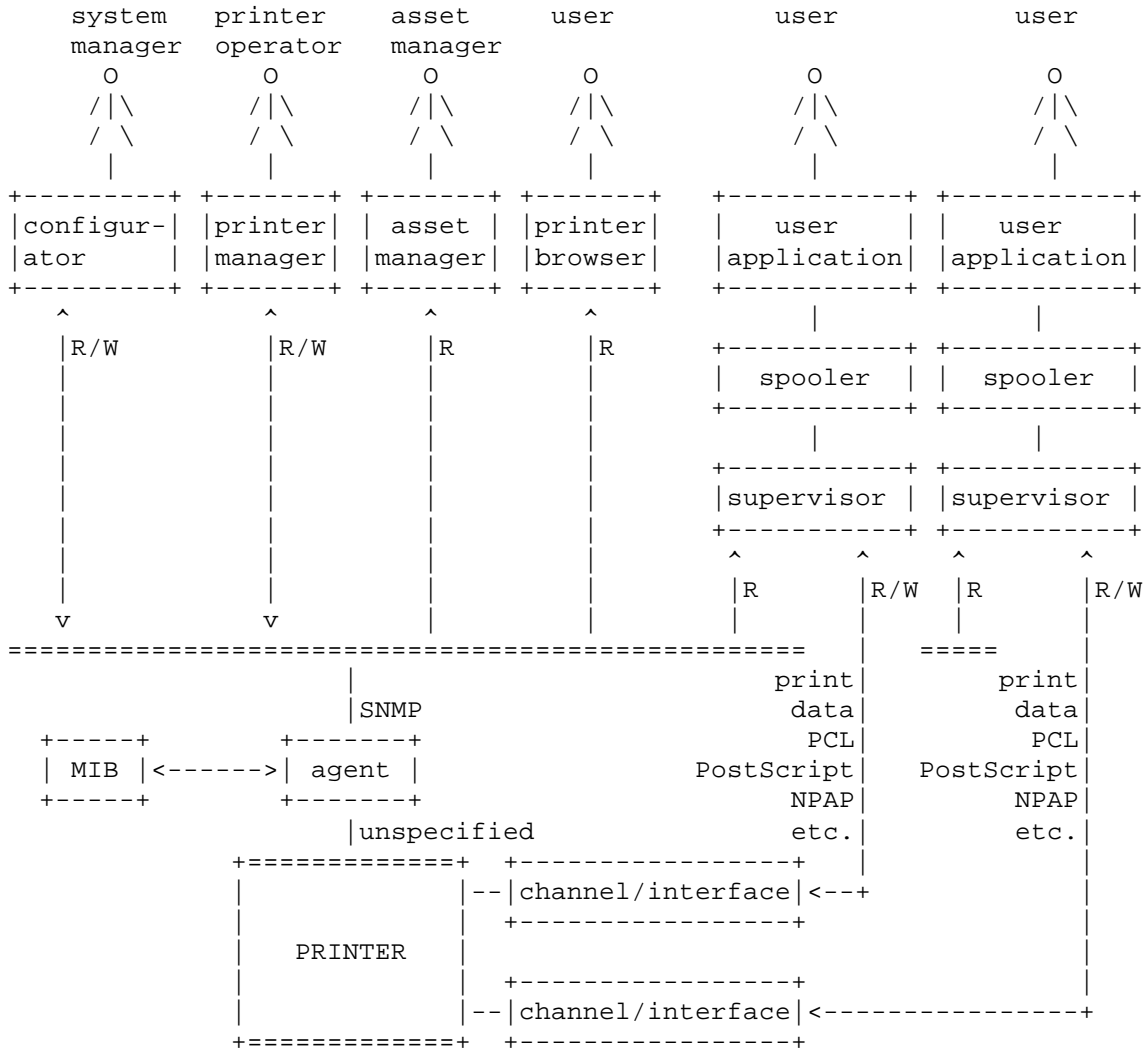 system printer asset user user user
manager operator manager
configur- printer asset printer user user
ator manager manager browser application application
R/W R/W R R
spooler spooler
supervisor supervisor
R R/W R R/W
print print
SNMP data data
PCL PCL
MIB agent PostScript PostScript
NPAP NPAP
unspecified etc. etc.
channel/interface
PRINTER
channel/interface